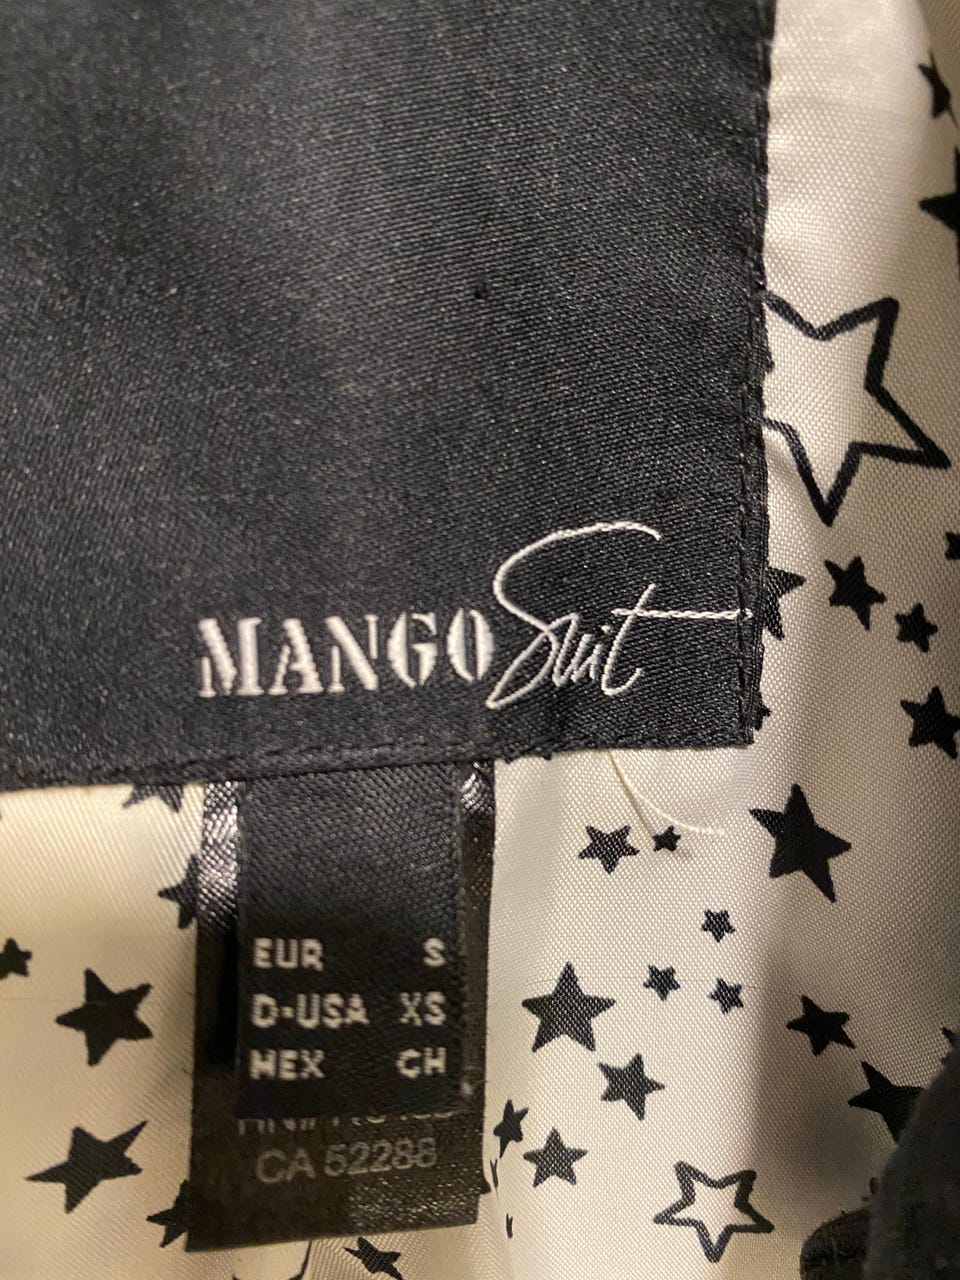 MANGO Suit
EUR S
D-USA XS
MEX CH
CA 52288